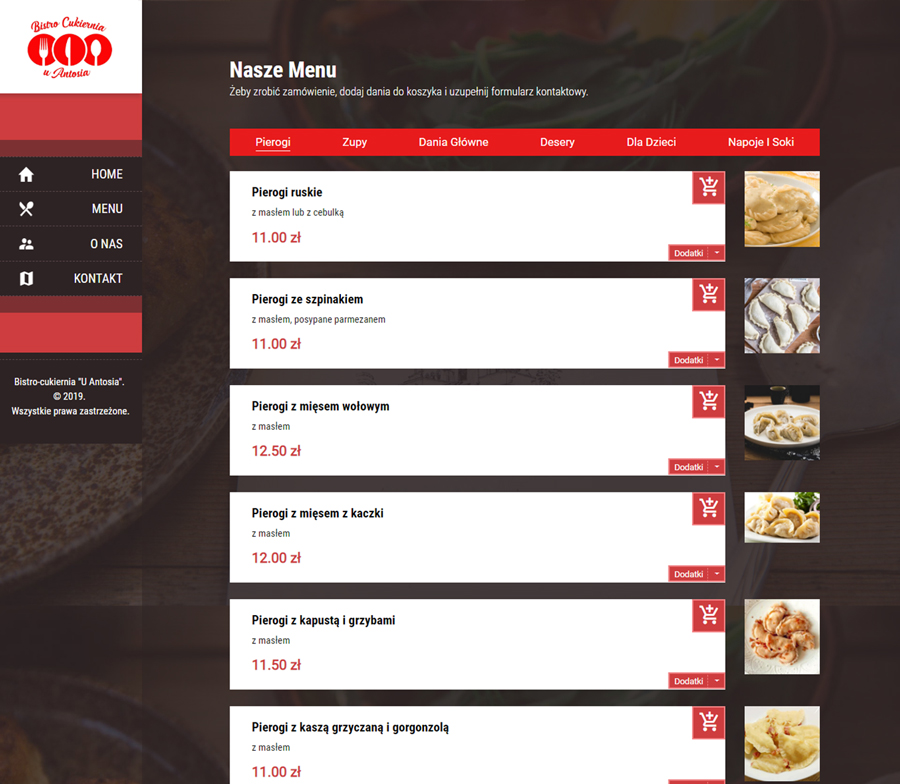 Bistro Cukiernia
u Antosia
HOME
MENU
O NAS
KONTAKT
Bistro-cukiernia "U Antosia".
© 2019.
Wszystkie prawa zastrzeżone.
Nasze Menu
Żeby zrobić zamówienie, dodaj dania do koszyka i uzupełnij formularz kontaktowy.
Pierogi Zupy Dania Główne Desery Dla Dzieci Napoje I Soki
Pierogi ruskie
z masłem lub z cebulką
11.00 zł
Dodatki
Pierogi ze szpinakiem
z masłem, posypane parmezanem
11.00 zł
Dodatki
Pierogi z mięsem wołowym
z masłem
12.50 zł
Dodatki
Pierogi z mięsem z kaczki
z masłem
12.00 zł
Dodatki
Pierogi z kapustą i grzybami
z masłem
11.50 zł
Dodatki
Pierogi z kaszą gryczaną i gorgonzolą
z masłem
11.00 zł